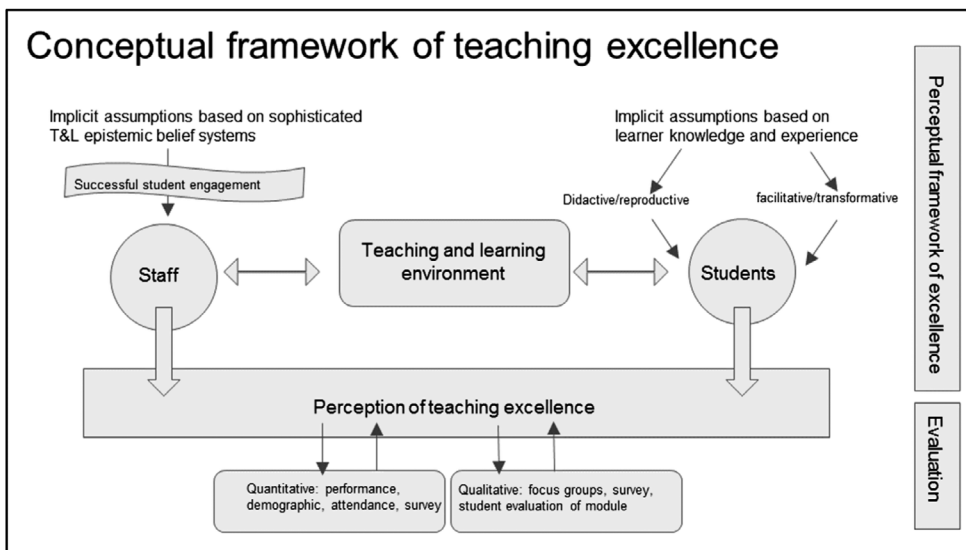 Conceptual framework of teaching excellence
Implicit assumptions based on sophisticated
T&L epistemic belief systems
Successful student engagement
Implicit assumptions based on
learner knowledge and experience
Didactive/reproductive
facilitative/transformative
Staff
Teaching and learning
environment
Students
Perception of teaching excellence
Quantitative: performance,
demographic, attendance, survey
Qualitative: focus groups, survey,
student evaluation of module
Perceptual framework of excellence
Evaluation